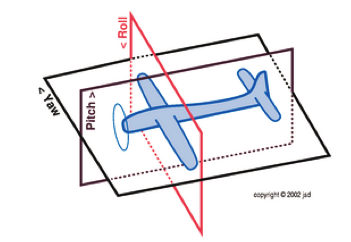 < Roll
Pitch >
< Yaw
copyright © 2002 jsd